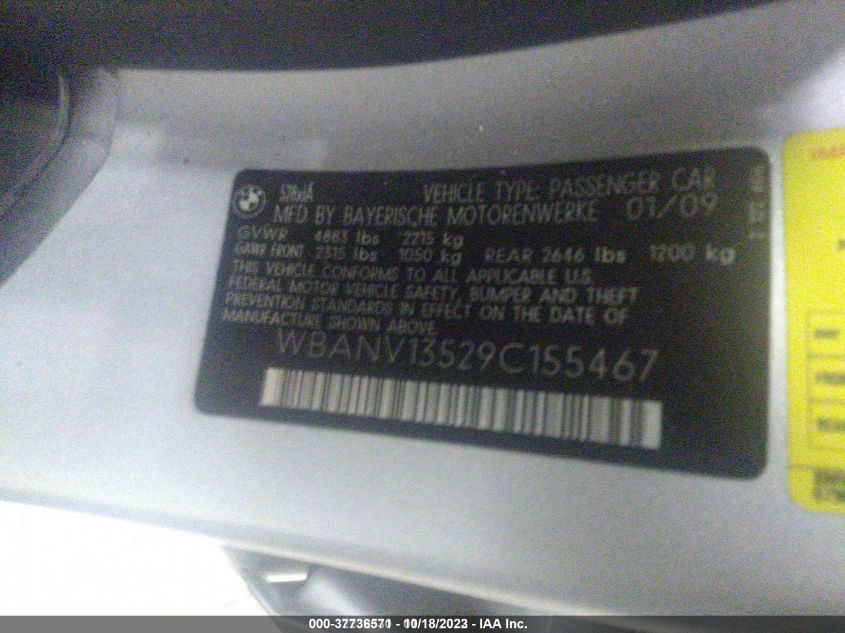 BMW
528xiA VEHICLE TYPE: PASSENGER CAR
MFD BY BAYERISCHE MOTORENWERKE 01/09
GVWR 4883 lbs 2215 kg
GAWR FRONT 2315 lbs 1050 kg REAR 2646 lbs 1200 kg
THIS VEHICLE CONFORMS TO ALL APPLICABLE U.S.
FEDERAL MOTOR VEHICLE SAFETY, BUMPER AND THEFT
PREVENTION STANDARDS IN EFFECT ON THE DATE OF
MANUFACTURE SHOWN ABOVE
WBANV13529C155467
000-37736571 - 10/18/2023 - IAA Inc.